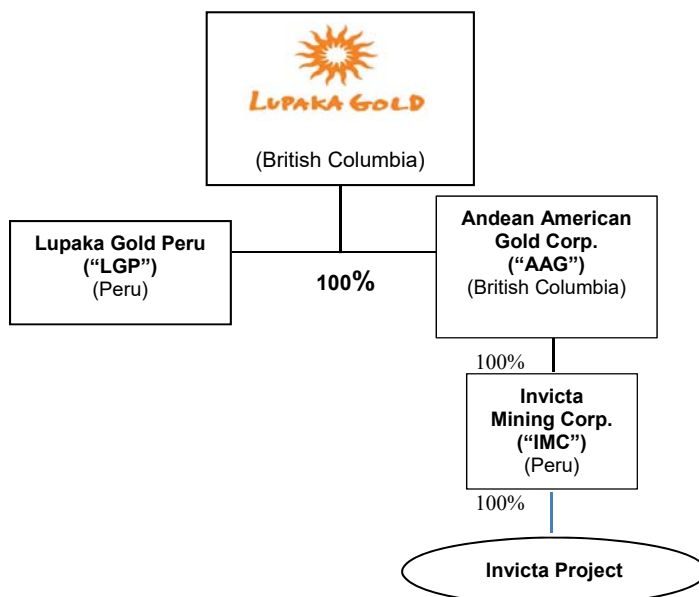 LUPAKA GOLD
(British Columbia)
Lupaka Gold Peru
(“LGP”)
(Peru)
100%
Andean American
Gold Corp.
(“AAG”)
(British Columbia)
100%
Invicta
Mining Corp.
(“IMC”)
(Peru)
100%
Invicta Project